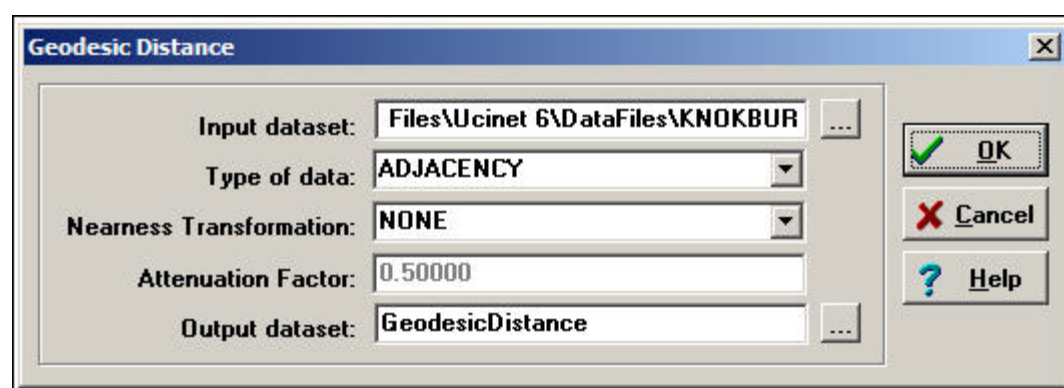 Geodesic Distance
Input dataset: Files\Ucinet 6\DataFiles\KNOKBUR ...
Type of data: ADJACENCY
Nearness Transformation: NONE
Attenuation Factor: 0.50000
Output dataset: GeodesicDistance ...
OK
Cancel
Help